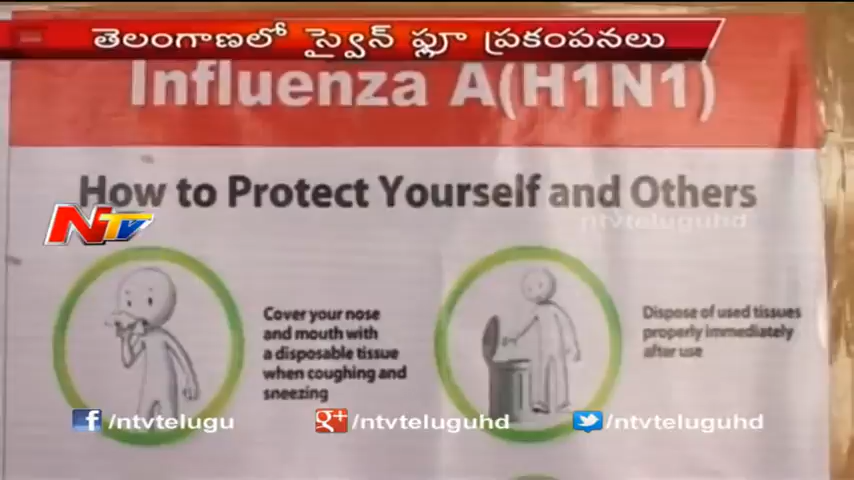 తెలంగాణలో స్వైన్ ఫ్లూ ప్రకంపనలు
Influenza A(H1N1)
How to Protect Yourself and Others
NTV
ntvteluguhd
Cover your nose
and mouth with
a disposable tissue
when coughing and
sneezing
Dispose of used tissues
properly immediately
after use
/ntvtelugu
g+ /ntvteluguhd
/ntvteluguhd